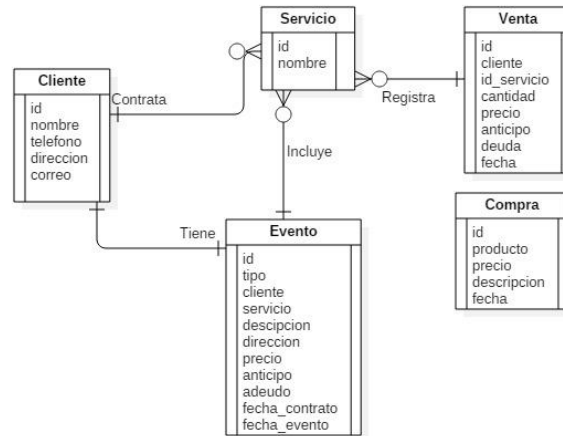 Servicio
id
nombre
Venta
id
cliente
id_servicio
cantidad
precio
anticipo
deuda
fecha
Cliente
id
nombre
telefono
direccion
correo
Contrata
Registra
Incluye
Tiene
Evento
id
tipo
cliente
servicio
descipcion
direccion
precio
anticipo
adeudo
fecha_contrato
fecha_evento
Compra
id
producto
precio
descripcion
fecha